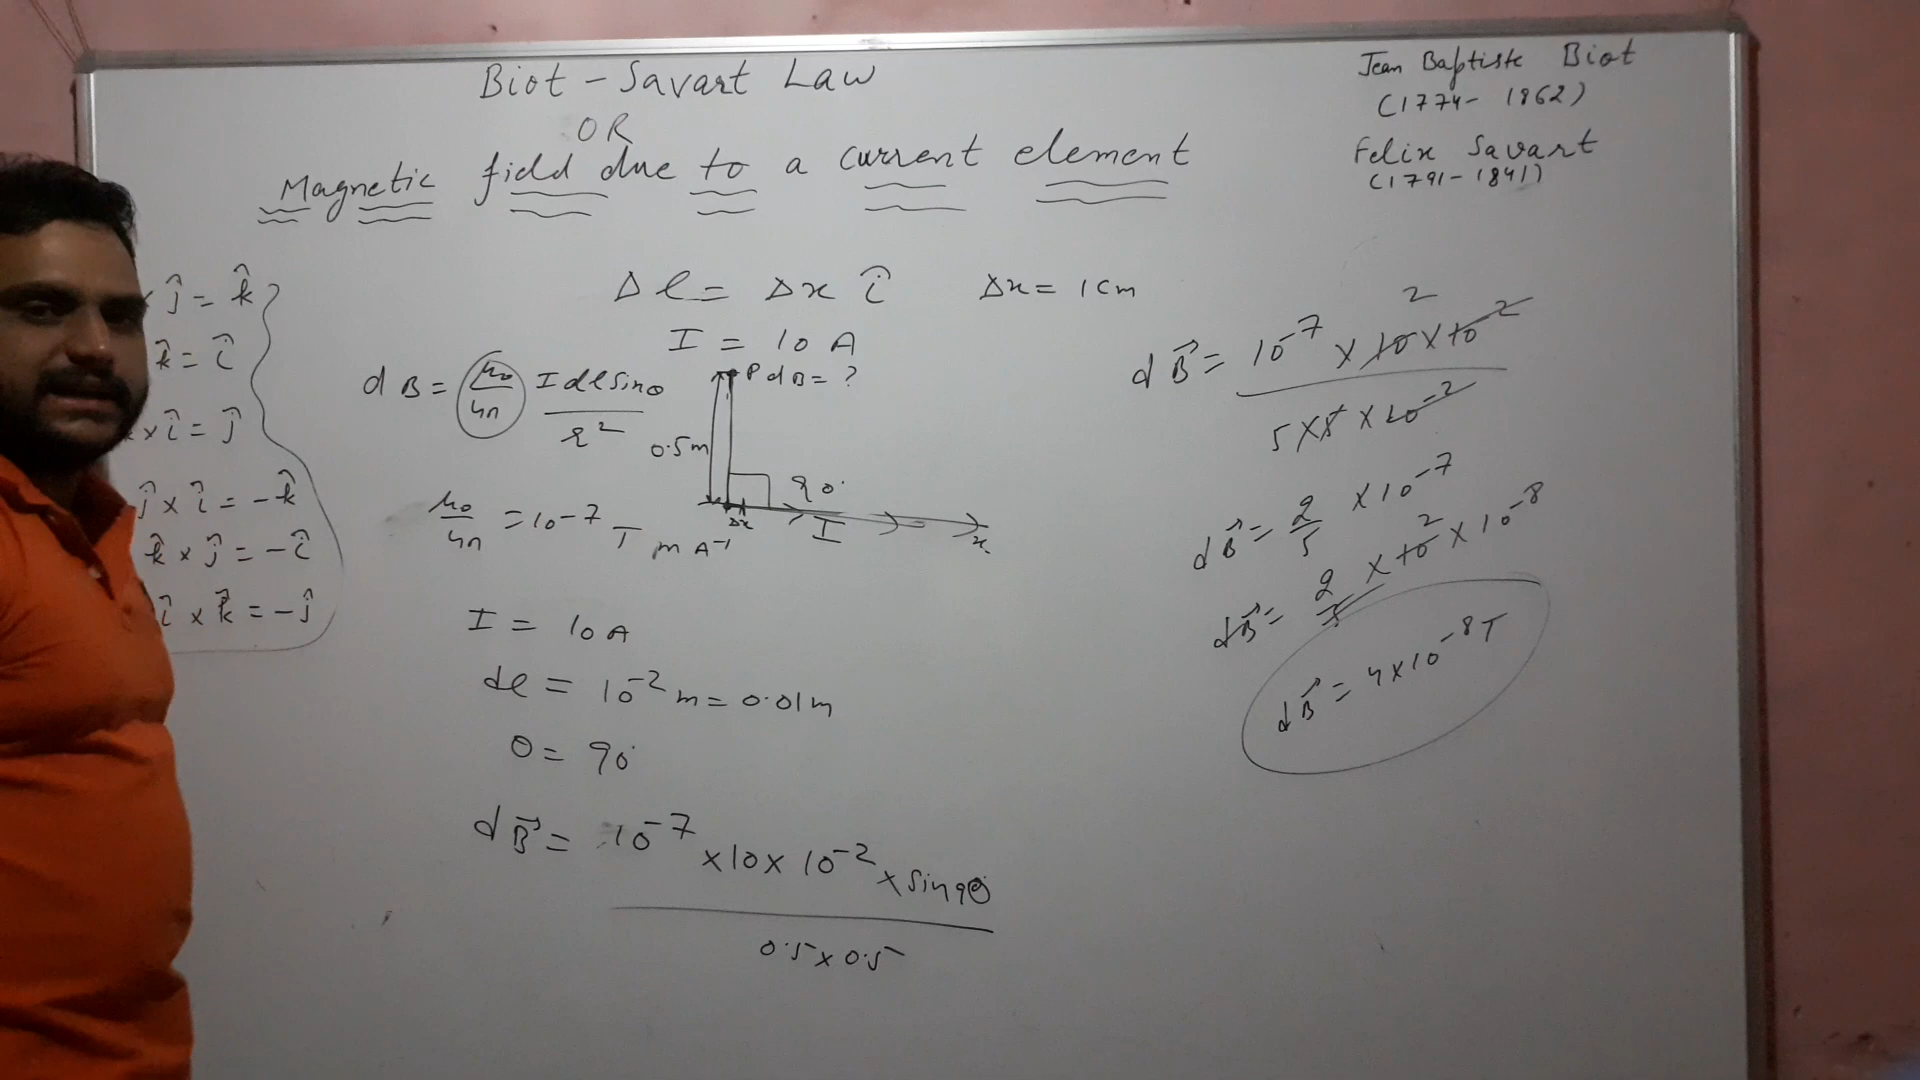 Biot - Savart Law
OR
Magnetic field due to a current element
Jean Baptiste Biot
(1774 - 1862)
Felix Savart
(1791 - 1841)
ĵ = k̂
k̂ = î
× î = ĵ
ĵ × î = -k̂
k̂ × ĵ = -î
î × k̂ = -ĵ
Δl = Δx î Δx = 1cm
I = 10 A
dB = μ₀/4π I dl sinθ / r²
P dB = ?
0.5m
90°
Δx I x
μ₀/4π = 10⁻⁷ T m A⁻¹
I = 10 A
dl = 10⁻² m = 0.01m
θ = 90°
dB⃗ = 10⁻⁷ × 10 × 10⁻² × sin90
0.5 × 0.5
2
dB⃗ = 10⁻⁷ × 10 × 10⁻²
5 × 5 × 10⁻²
dB⃗ = 2/5 × 10⁻⁷
dB⃗ = 2/5 × 10 × 10⁻⁸
2
dB⃗ = 4 × 10⁻⁸ T